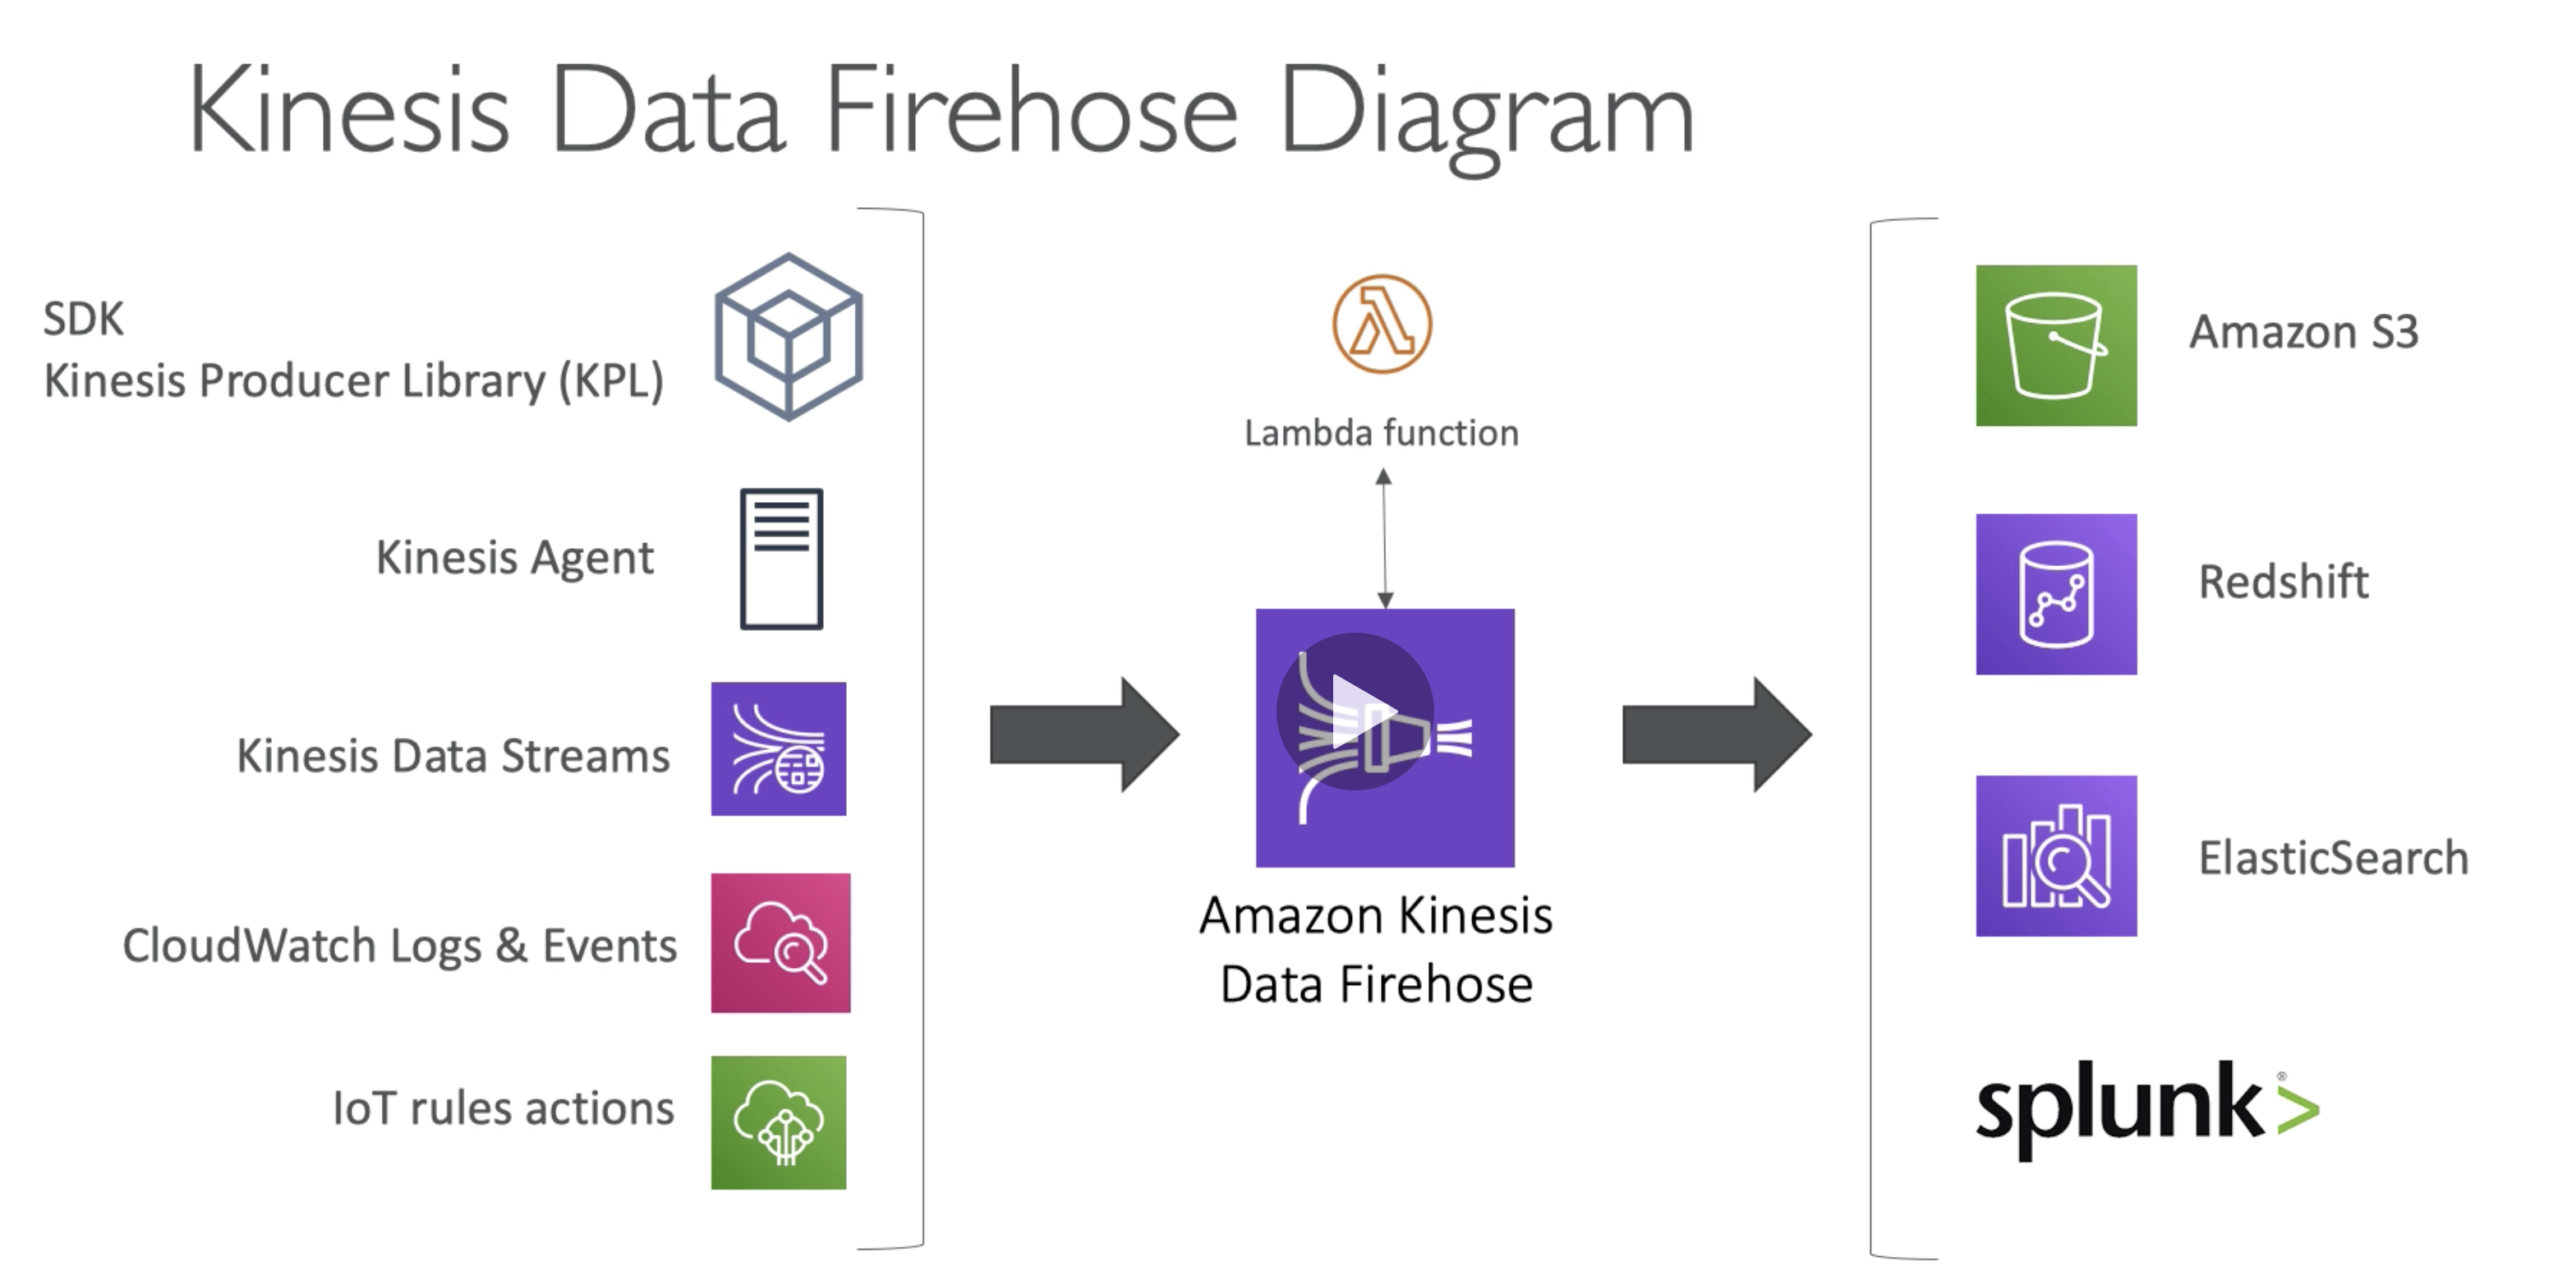 Kinesis Data Firehose Diagram
SDK
Kinesis Producer Library (KPL)
Kinesis Agent
Kinesis Data Streams
CloudWatch Logs & Events
IoT rules actions
Lambda function
Amazon Kinesis
Data Firehose
Amazon S3
Redshift
ElasticSearch
splunk>®